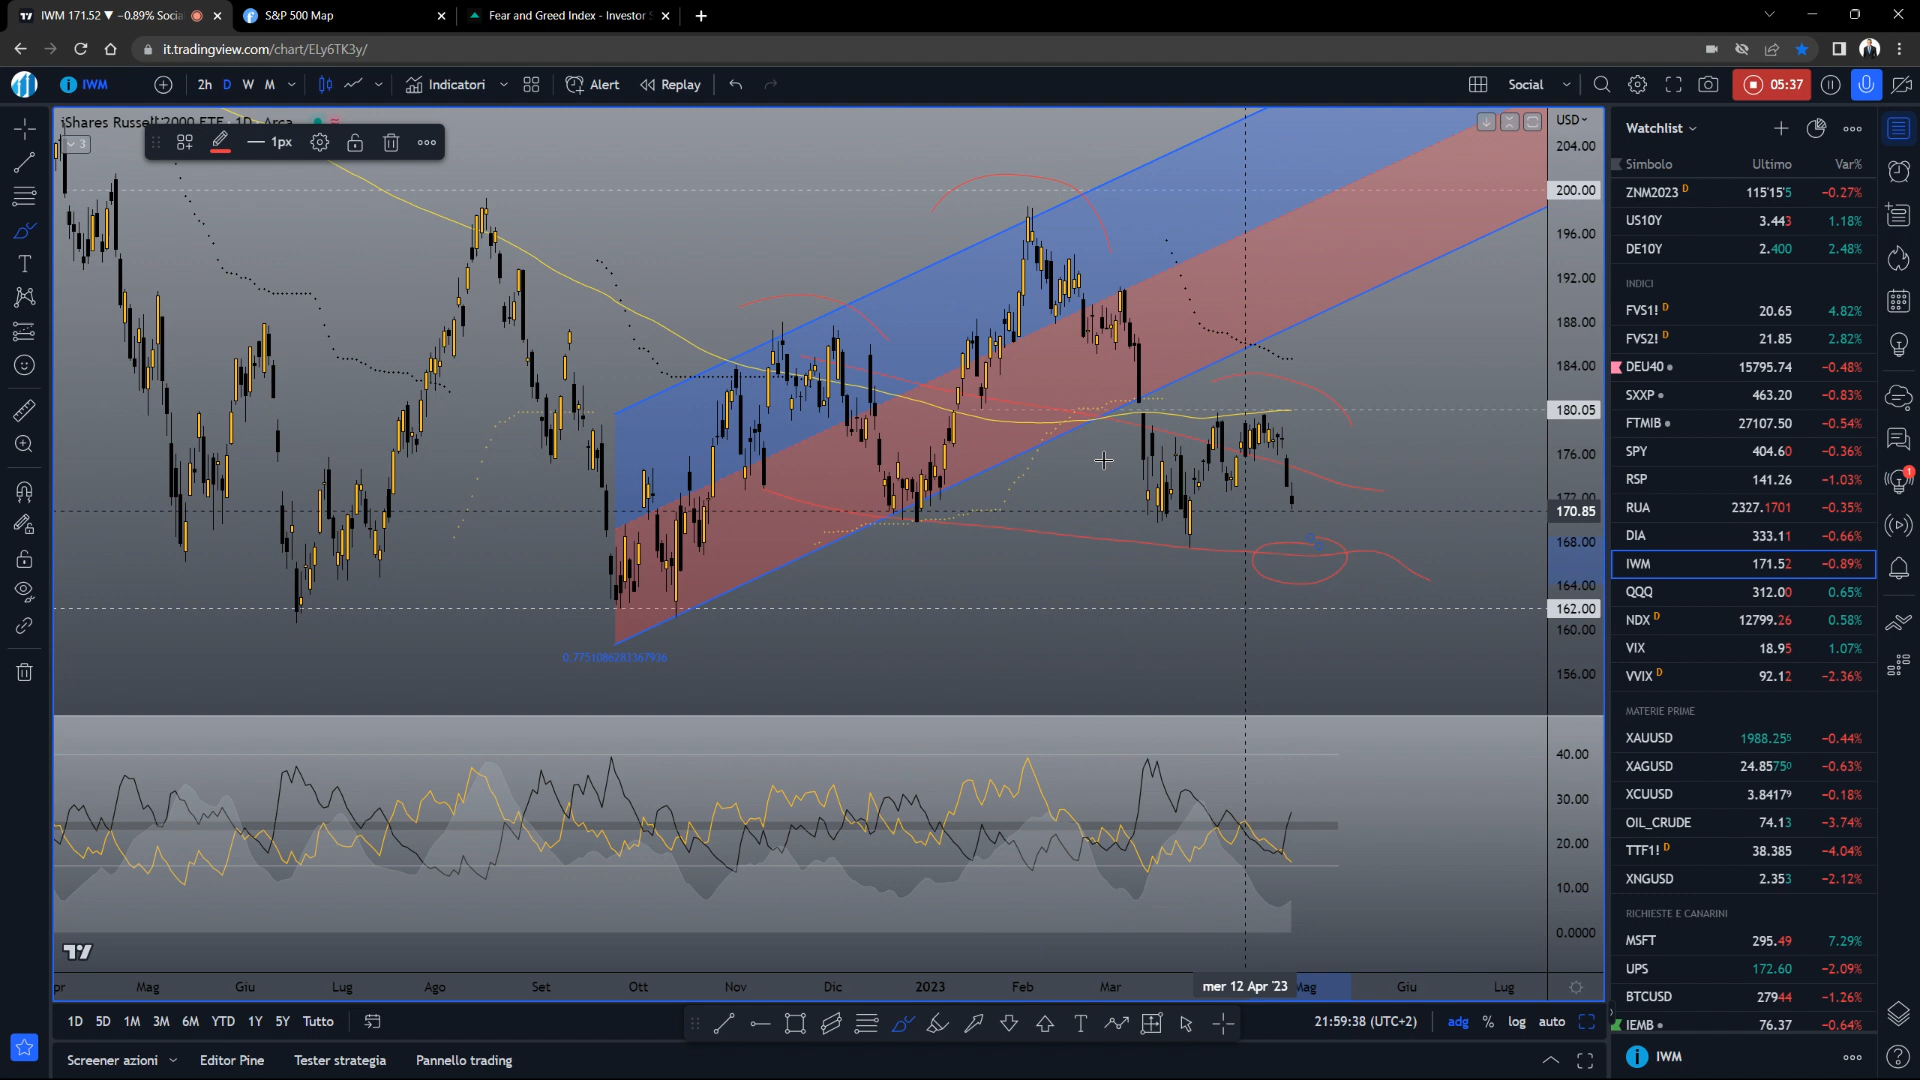 IWM 171.52 ▼ −0.89% Socia
S&P 500 Map
Fear and Greed Index - Investor S
it.tradingview.com/chart/ELy6TK3y/
IWM
2h D W M
Indicatori
Alert
Replay
Social
05:37
iShares Russell 2000 ETF · 1D · Arca
3
1px
USD
204.00
200.00
196.00
192.00
188.00
184.00
180.05
176.00
172.00
170.85
168.00
164.00
162.00
160.00
156.00
0.7751086283367936
40.00
30.00
20.00
10.00
0.0000
Mag Giu Lug Ago Set Ott Nov Dic 2023 Feb Mar mer 12 Apr '23 Mag Giu Lug
1D 5D 1M 3M 6M YTD 1Y 5Y Tutto
21:59:38 (UTC+2)
adg % log auto
Screener azioni
Editor Pine
Tester strategia
Pannello trading
Watchlist
Simbolo Ultimo Var%
ZNM2023 D 115'15'5 −0.27%
US10Y 3.443 1.18%
DE10Y 2.400 2.48%
INDICI
FVS1! D 20.65 4.82%
FVS2! D 21.85 2.82%
DEU40 15795.74 −0.48%
SXXP 463.20 −0.83%
FTMIB 27107.50 −0.54%
SPY 404.60 −0.36%
RSP 141.26 −1.03%
RUA 2327.1701 −0.35%
DIA 333.11 −0.66%
IWM 171.52 −0.89%
QQQ 312.00 0.65%
NDX D 12799.26 0.58%
VIX 18.95 1.07%
VVIX D 92.12 −2.36%
MATERIE PRIME
XAUUSD 1988.255 −0.44%
XAGUSD 24.85750 −0.63%
XCUUSD 3.84179 −0.18%
OIL_CRUDE 74.13 −3.74%
TTF1! D 38.385 −4.04%
XNGUSD 2.353 −2.12%
RICHIESTE E CANARINI
MSFT 295.49 7.29%
UPS 172.60 −2.09%
BTCUSD 27944 −1.26%
IEMB 76.37 −0.64%
IWM
1